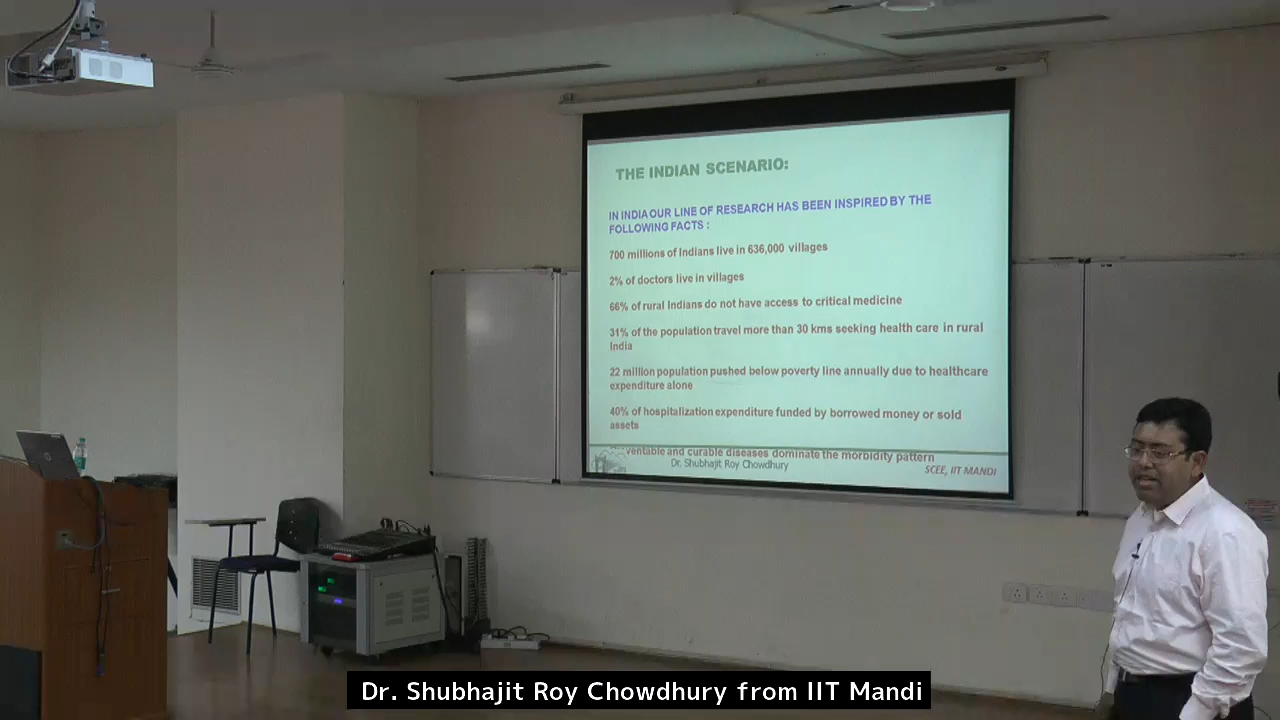 THE INDIAN SCENARIO:
IN INDIA OUR LINE OF RESEARCH HAS BEEN INSPIRED BY THE
FOLLOWING FACTS :
700 millions of Indians live in 636,000 villages
2% of doctors live in villages
66% of rural Indians do not have access to critical medicine
31% of the population travel more than 30 kms seeking health care in rural
India
22 million population pushed below poverty line annually due to healthcare
expenditure alone
40% of hospitalization expenditure funded by borrowed money or sold
assets
ventable and curable diseases dominate the morbidity pattern
Dr. Shubhajit Roy Chowdhury
SCEE, IIT MANDI
Dr. Shubhajit Roy Chowdhury from IIT Mandi